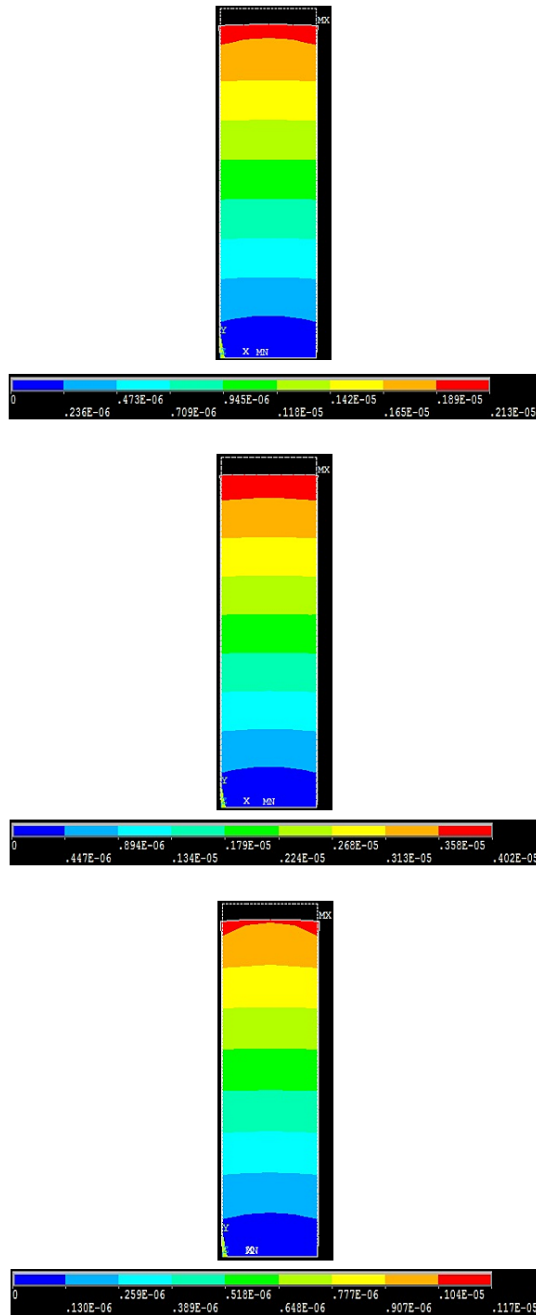 MX
Y
X MN
0 .473E-06 .945E-06 .142E-05 .189E-05
.236E-06 .709E-06 .118E-05 .165E-05 .213E-05
MX
Y
X MN
0 .894E-06 .179E-05 .268E-05 .358E-05
.447E-06 .134E-05 .224E-05 .313E-05 .402E-05
MX
Y
0 .259E-06 .518E-06 .777E-06 .104E-05
.130E-06 .389E-06 .648E-06 .907E-06 .117E-05